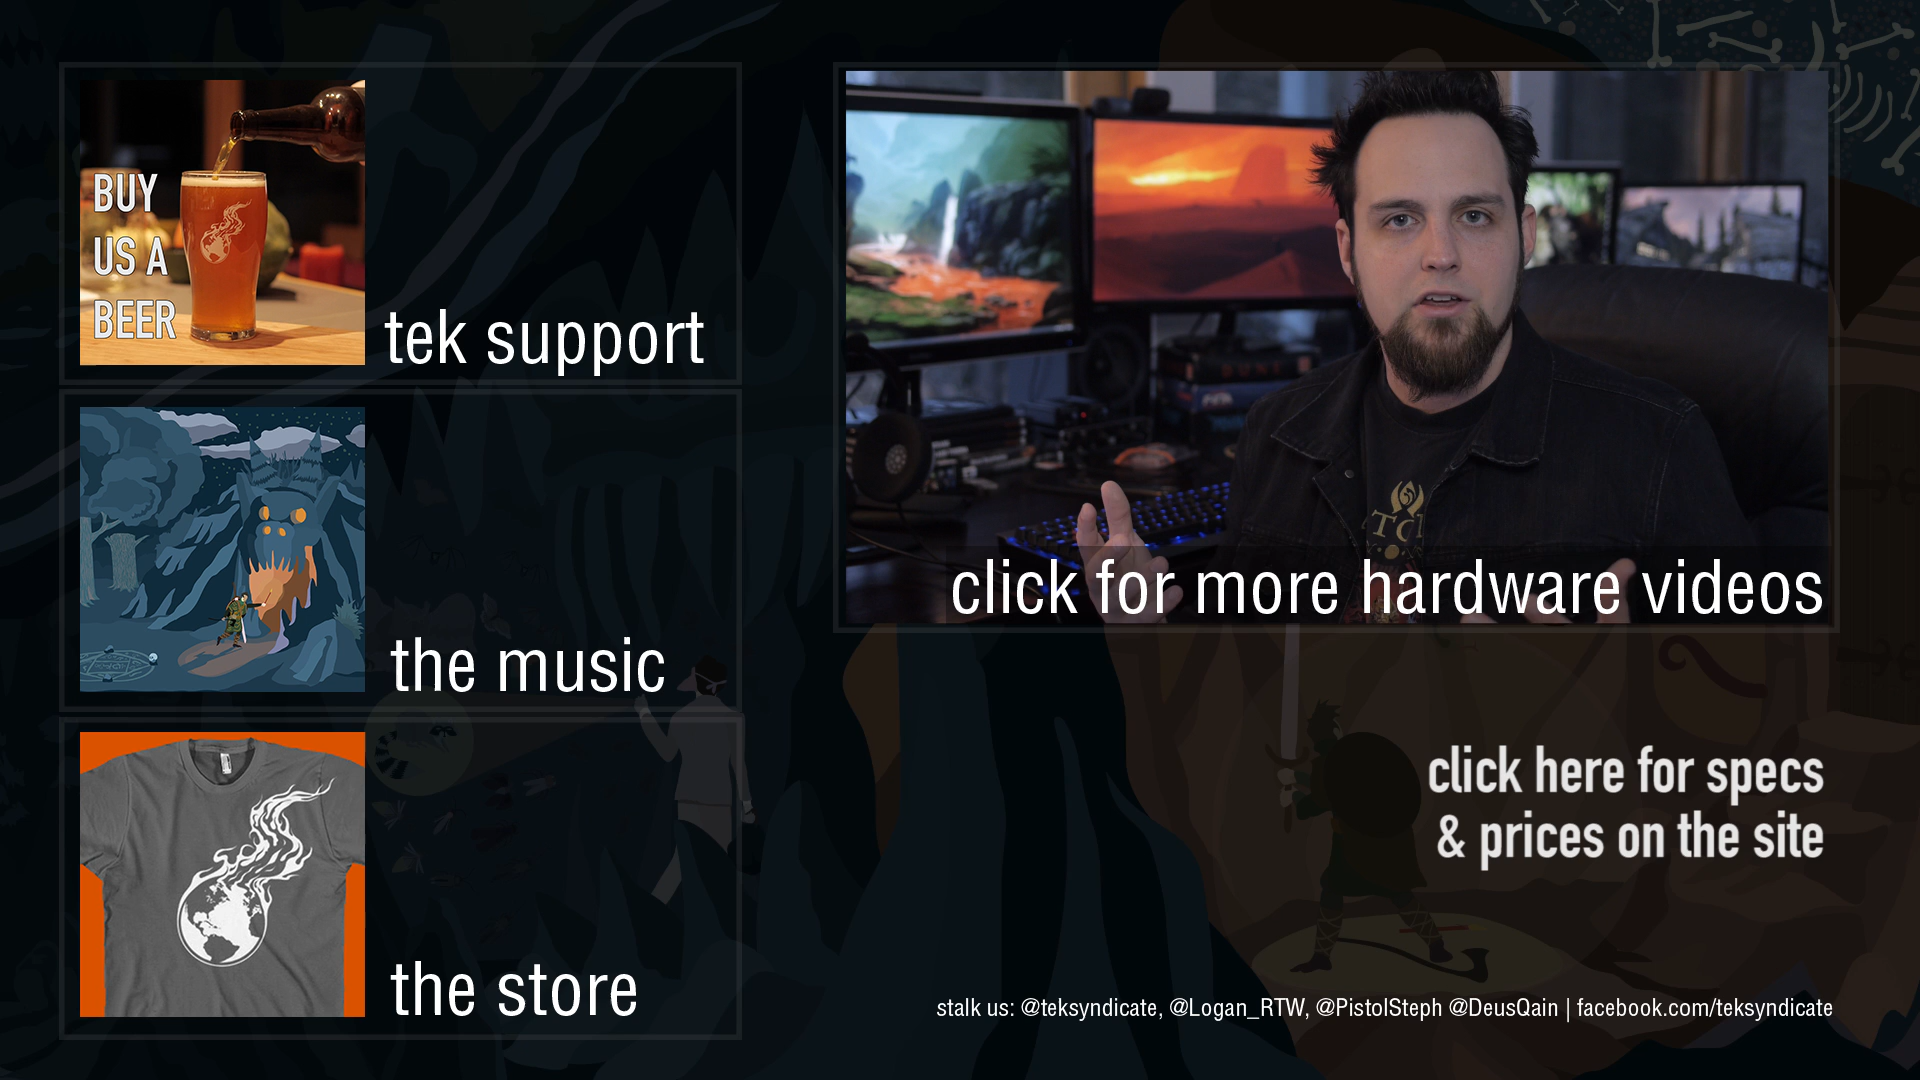 BUY
US A
BEER
tek support
the music
the store
click for more hardware videos
click here for specs
& prices on the site
stalk us: @teksyndicate, @Logan_RTW, @PistolSteph @DeusQain | facebook.com/teksyndicate